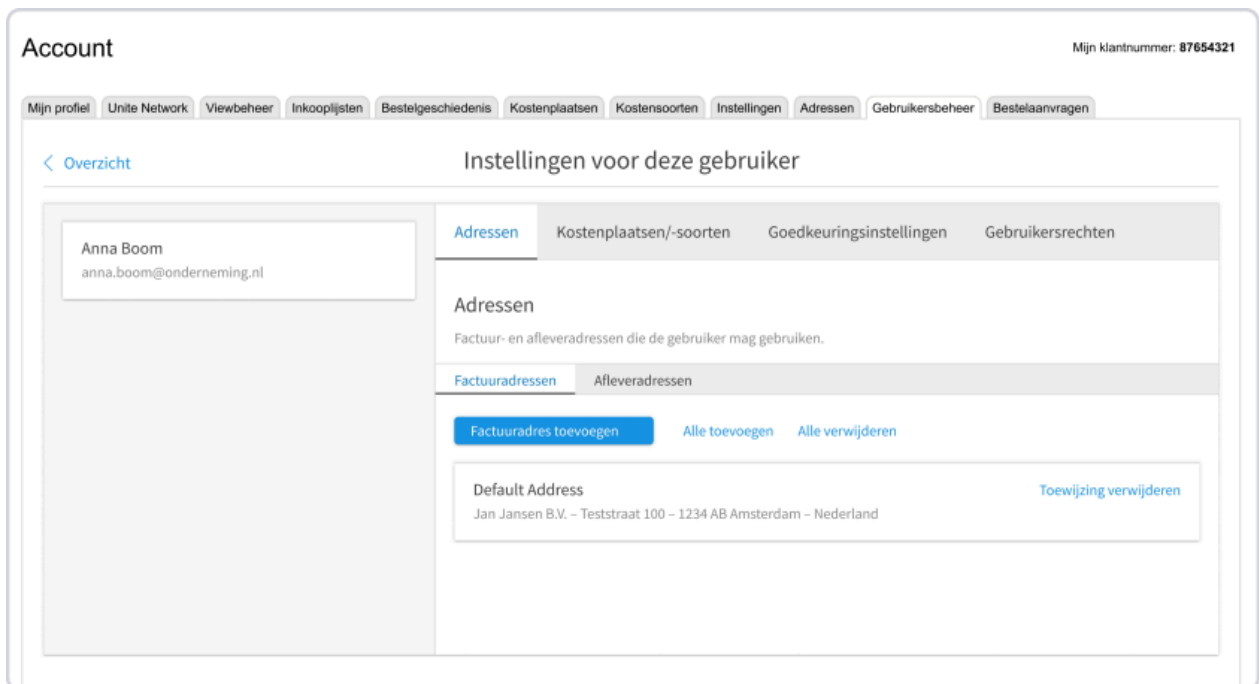 Account
Mijn klantnummer: 87654321
Mijn profiel Unite Network Viewbeheer Inkooplijsten Bestelgeschiedenis Kostenplaatsen Kostensoorten Instellingen Adressen Gebruikersbeheer Bestelaanvragen
Overzicht
Instellingen voor deze gebruiker
Anna Boom
anna.boom@onderneming.nl
Adressen Kostenplaatsen/-soorten Goedkeuringsinstellingen Gebruikersrechten
Adressen
Factuur- en afleveradressen die de gebruiker mag gebruiken.
Factuuradressen Afleveradressen
Factuuradres toevoegen Alle toevoegen Alle verwijderen
Default Address
Toewijzing verwijderen
Jan Jansen B.V. – Teststraat 100 – 1234 AB Amsterdam – Nederland